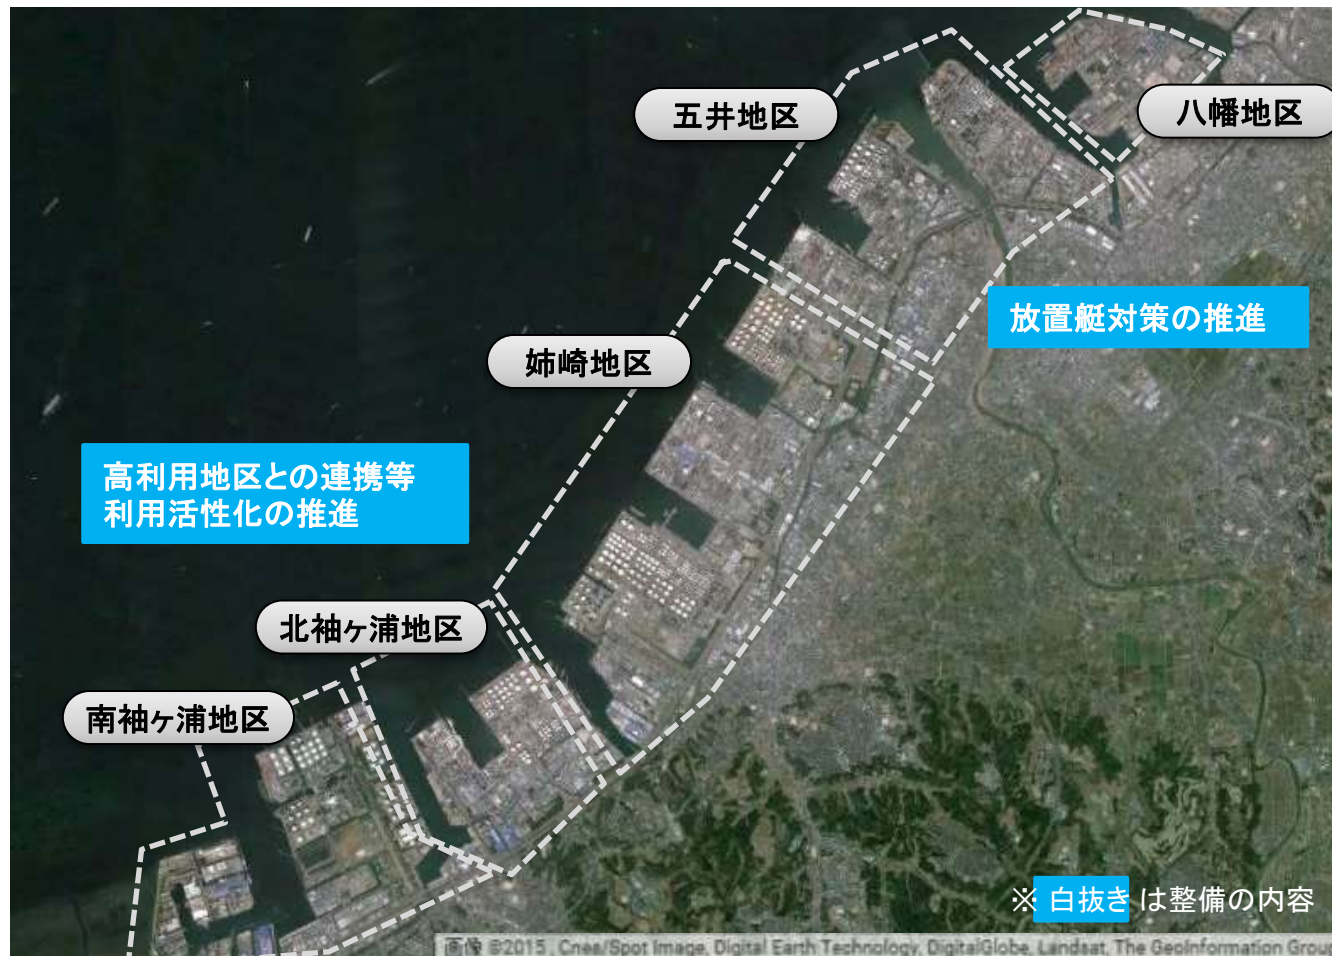 八幡地区
五井地区
放置艇対策の推進
姉崎地区
高利用地区との連携等
利用活性化の推進
北袖ヶ浦地区
南袖ヶ浦地区
※ 白抜き は整備の内容
画像 ©2015 , Cnes/Spot Image, Digital Earth Technology, DigitalGlobe, Landsat, The GeoInformation Group